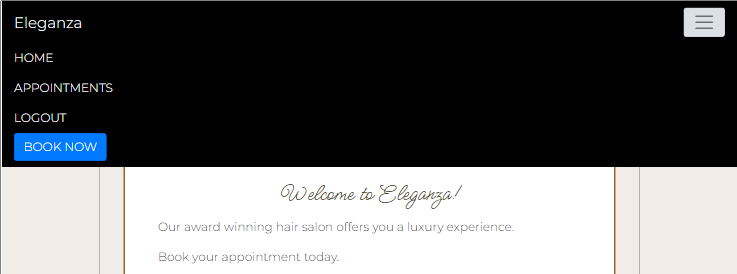 Eleganza
HOME
APPOINTMENTS
LOGOUT
BOOK NOW
Welcome to Eleganza!
Our award winning hair salon offers you a luxury experience.
Book your appointment today.